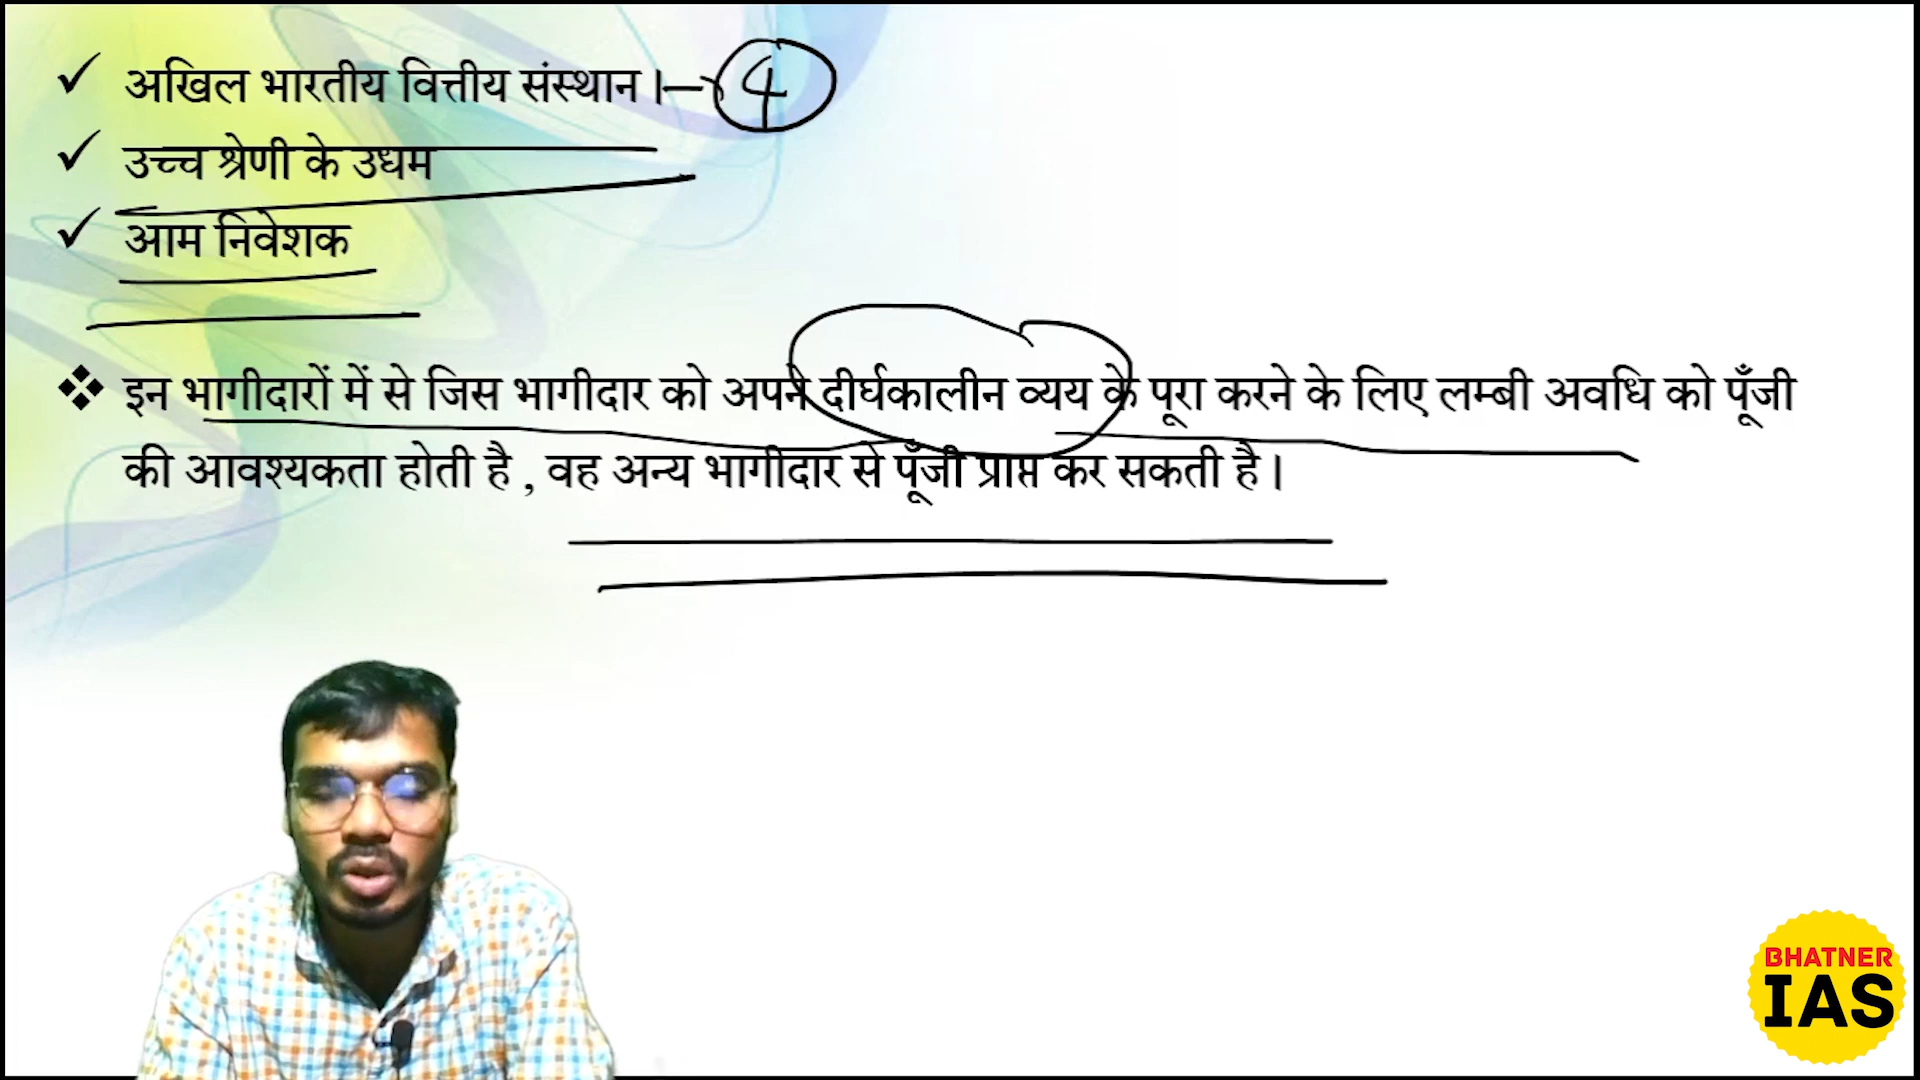 ✓ अखिल भारतीय वित्तीय संस्थान।— 4
✓ उच्च श्रेणी के उधम
✓ आम निवेशक
❖ इन भागीदारों में से जिस भागीदार को अपने दीर्घकालीन व्यय के पूरा करने के लिए लम्बी अवधि को पूँजी
की आवश्यकता होती है , वह अन्य भागीदार से पूँजी प्राप्त कर सकती है।
BHATNER
IAS